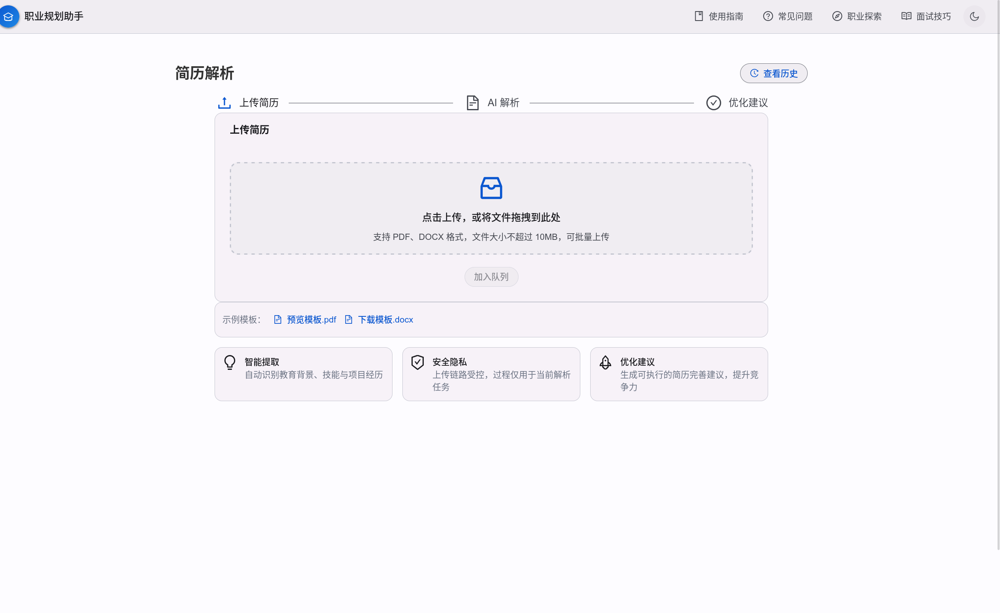 职业规划助手
使用指南
常见问题
职业探索
面试技巧
简历解析
查看历史
上传简历
AI 解析
优化建议
上传简历
点击上传，或将文件拖拽到此处
支持 PDF、DOCX 格式，文件大小不超过 10MB，可批量上传
加入队列
示例模板：
预览模板.pdf
下载模板.docx
智能提取
自动识别教育背景、技能与项目经历
安全隐私
上传链路受控，过程仅用于当前解析
任务
优化建议
生成可执行的简历完善建议，提升竞
争力